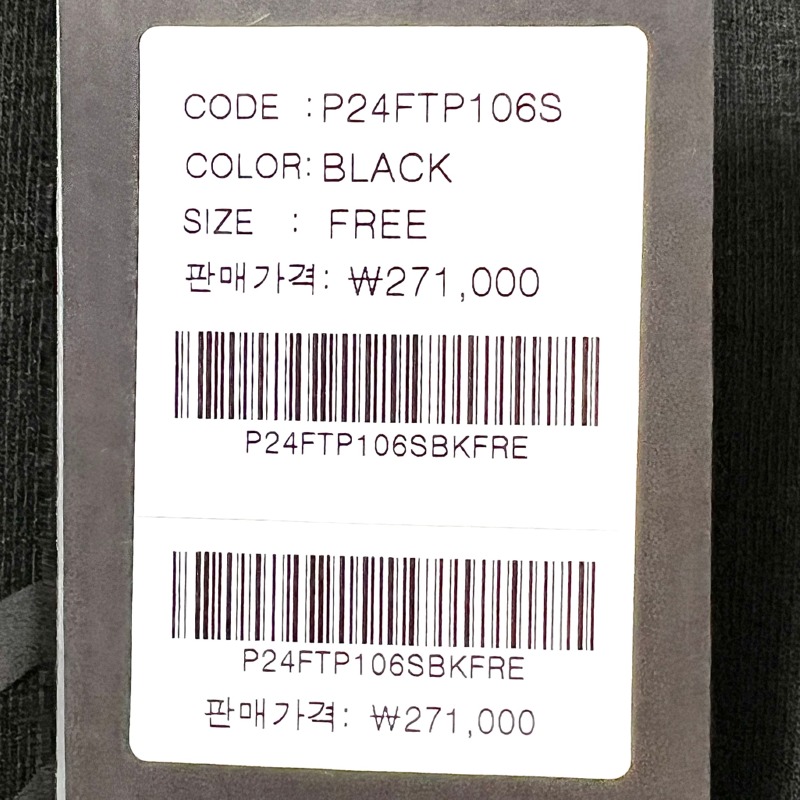 CODE : P24FTP106S
COLOR: BLACK
SIZE : FREE
판매가격: ₩271,000
P24FTP106SBKFRE
P24FTP106SBKFRE
판매가격: ₩271,000